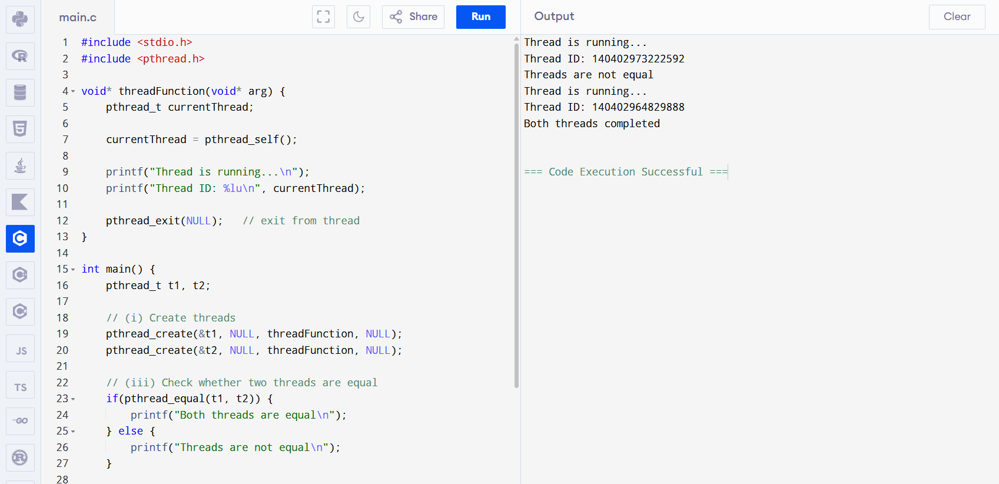 main.c
Share
Run
Output
Clear
1 #include <stdio.h>
2 #include <pthread.h>
3
4 void* threadFunction(void* arg) {
5     pthread_t currentThread;
6
7     currentThread = pthread_self();
8
9     printf("Thread is running...\n");
10     printf("Thread ID: %lu\n", currentThread);
11
12     pthread_exit(NULL);   // exit from thread
13 }
14
15 int main() {
16     pthread_t t1, t2;
17
18     // (i) Create threads
19     pthread_create(&t1, NULL, threadFunction, NULL);
20     pthread_create(&t2, NULL, threadFunction, NULL);
21
22     // (iii) Check whether two threads are equal
23     if(pthread_equal(t1, t2)) {
24         printf("Both threads are equal\n");
25     } else {
26         printf("Threads are not equal\n");
27     }
28
Thread is running...
Thread ID: 140402973222592
Threads are not equal
Thread is running...
Thread ID: 140402964829888
Both threads completed
=== Code Execution Successful ===
R
5
C
C
C
JS
TS
GO
R